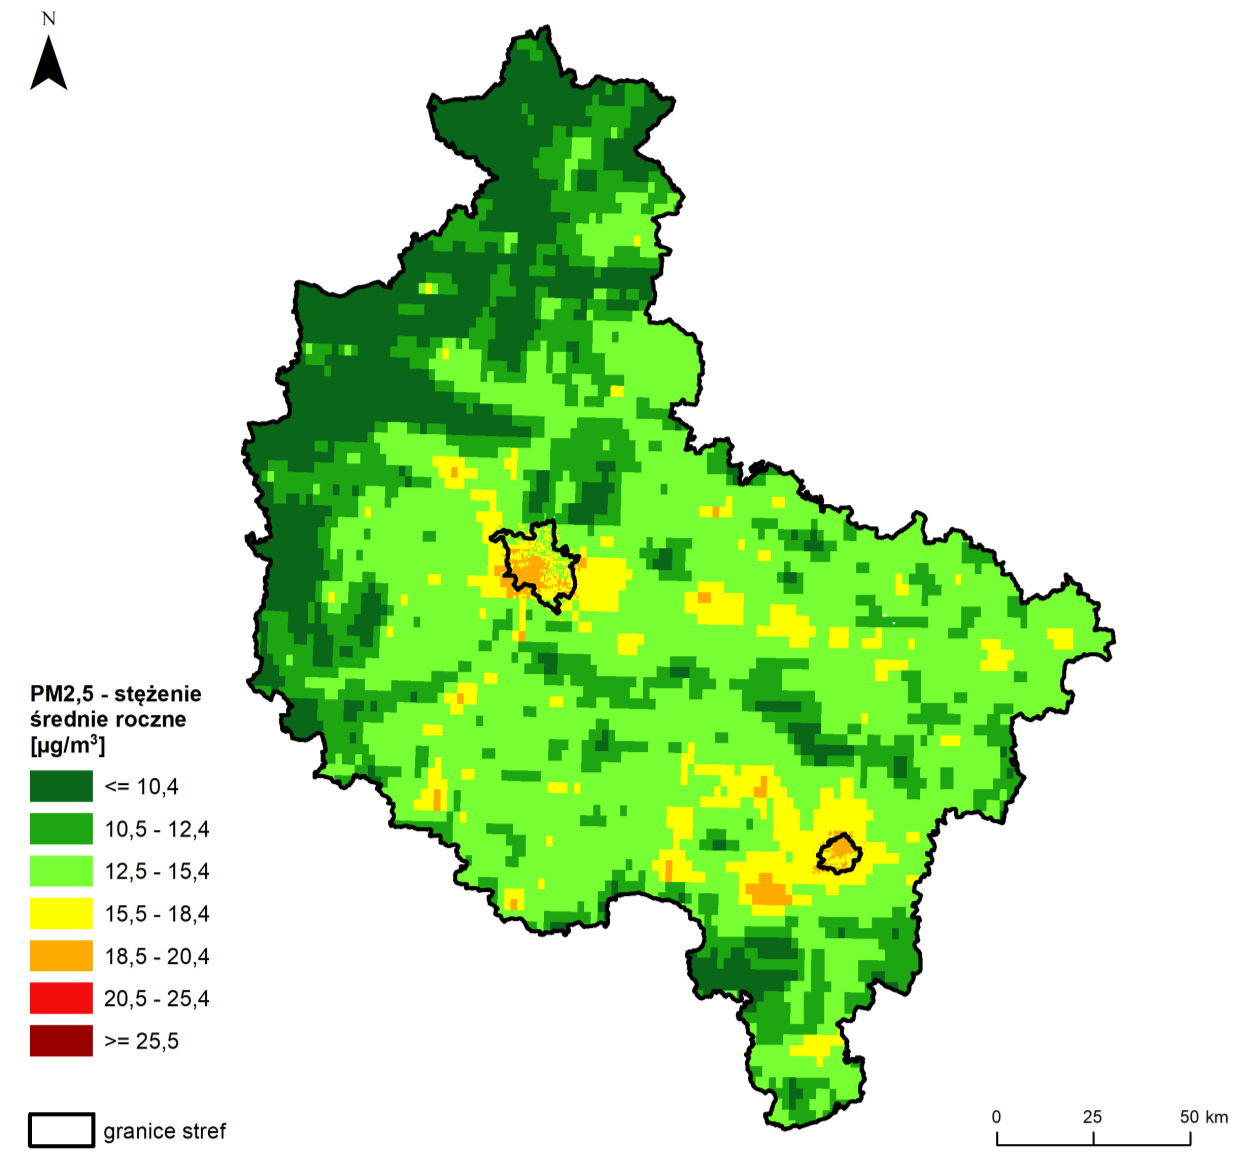 N
PM2,5 - stężenie
średnie roczne
[µg/m³]
<= 10,4
10,5 - 12,4
12,5 - 15,4
15,5 - 18,4
18,5 - 20,4
20,5 - 25,4
>= 25,5
granice stref
0 25 50 km